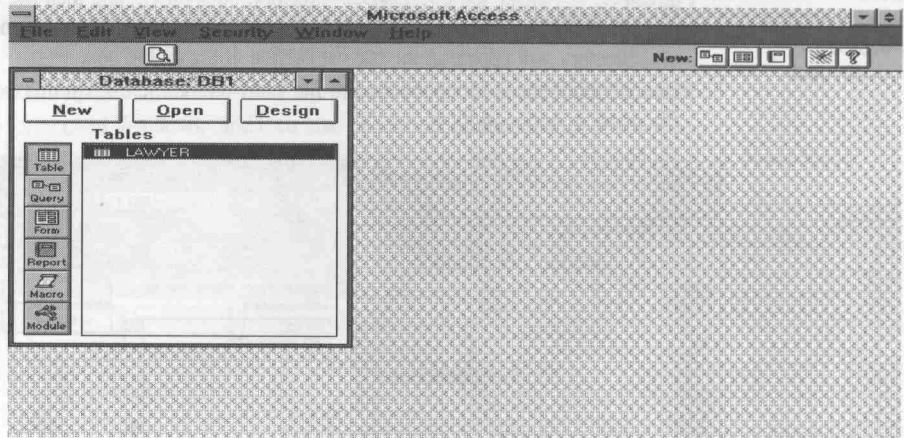 Microsoft Access
File Edit View Security Window Help
New:
Database: DB1
New Open Design
Tables
LAWYER
Table
Query
Form
Report
Macro
Module